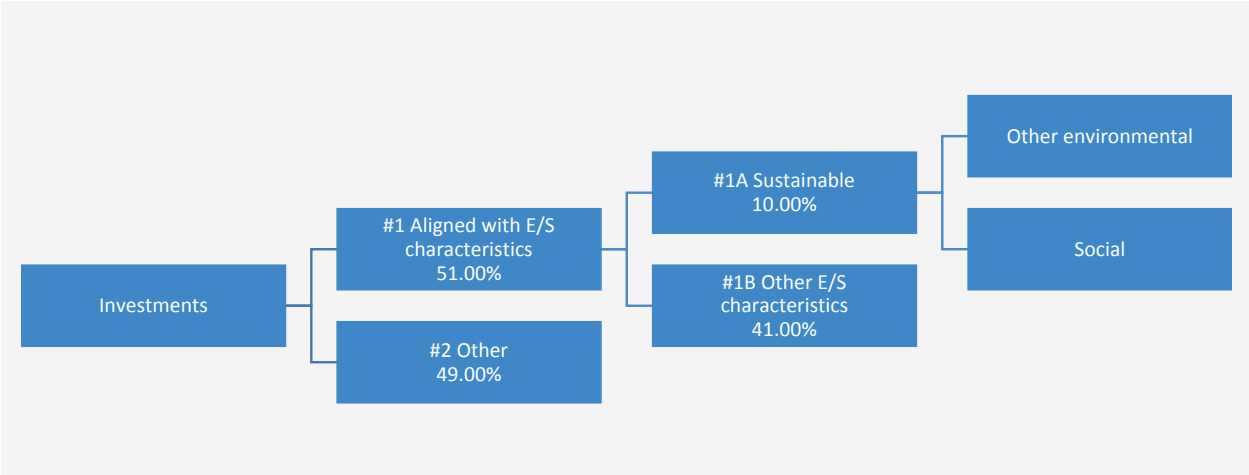 Investments
#1 Aligned with E/S
characteristics
51.00%
#2 Other
49.00%
#1A Sustainable
10.00%
#1B Other E/S
characteristics
41.00%
Other environmental
Social